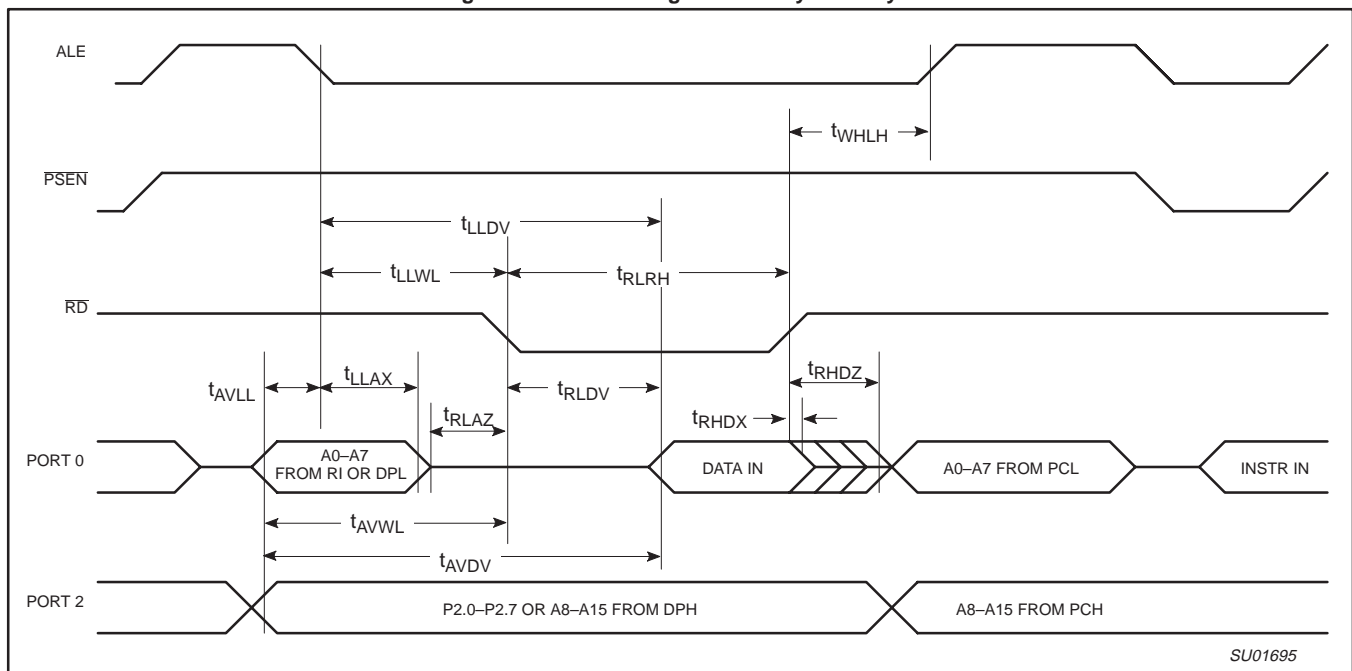 ALE
tWHLH
PSEN
tLLDV
tLLWL
tRLRH
RD
tAVLL
tLLAX
tRLDV
tRHDZ
tRLAZ
tRHDX
PORT 0
A0–A7
FROM RI OR DPL
DATA IN
A0–A7 FROM PCL
INSTR IN
tAVWL
tAVDV
PORT 2
P2.0–P2.7 OR A8–A15 FROM DPH
A8–A15 FROM PCH
SU01695